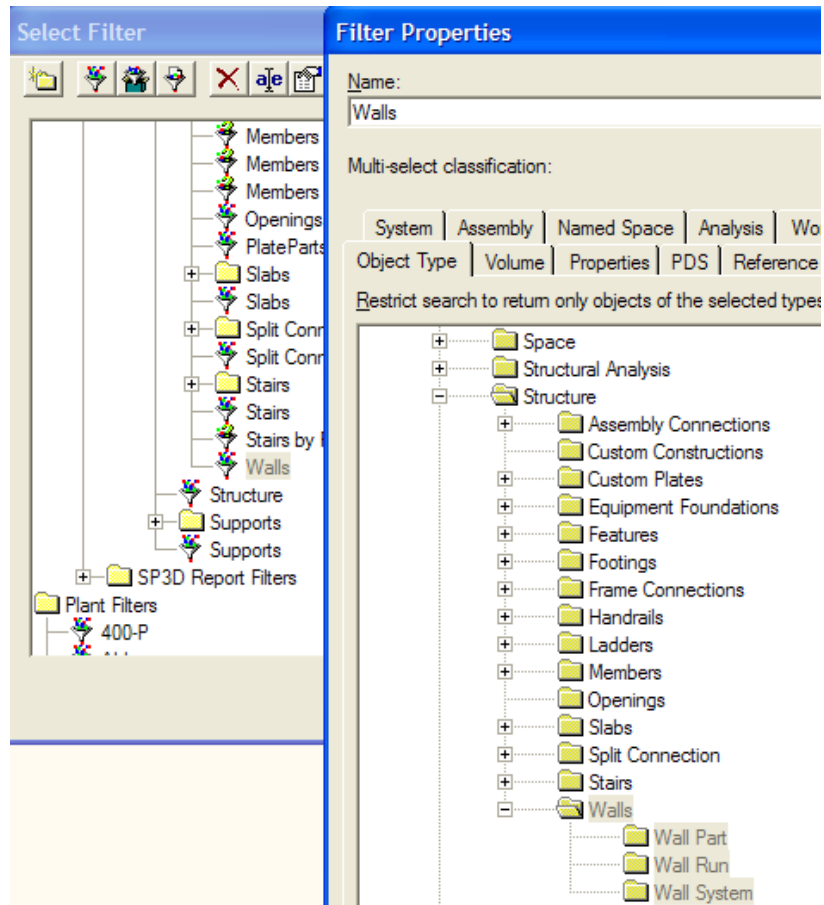 Select Filter
Members
Members
Members
Openings
PlateParts
Slabs
Slabs
Split Conn
Split Conn
Stairs
Stairs
Stairs by
Walls
Structure
Supports
Supports
SP3D Report Filters
Plant Filters
400-P
Filter Properties
Name:
Walls
Multi-select classification:
System Assembly Named Space Analysis Wo
Object Type Volume Properties PDS Reference
Restrict search to return only objects of the selected types
Space
Structural Analysis
Structure
Assembly Connections
Custom Constructions
Custom Plates
Equipment Foundations
Features
Footings
Frame Connections
Handrails
Ladders
Members
Openings
Slabs
Split Connection
Stairs
Walls
Wall Part
Wall Run
Wall System